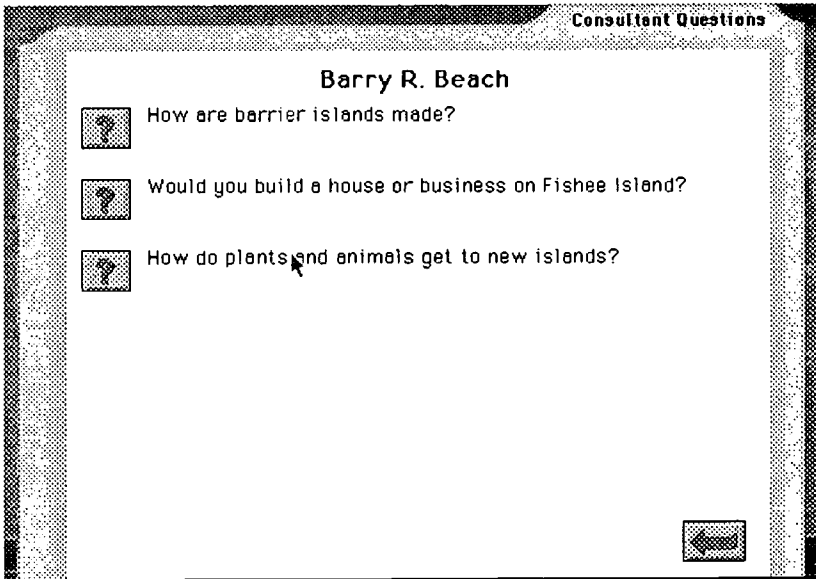 Consultant Questions
Barry R. Beach
? How are barrier islands made?
? Would you build a house or business on Fishee Island?
? How do plants and animals get to new islands?